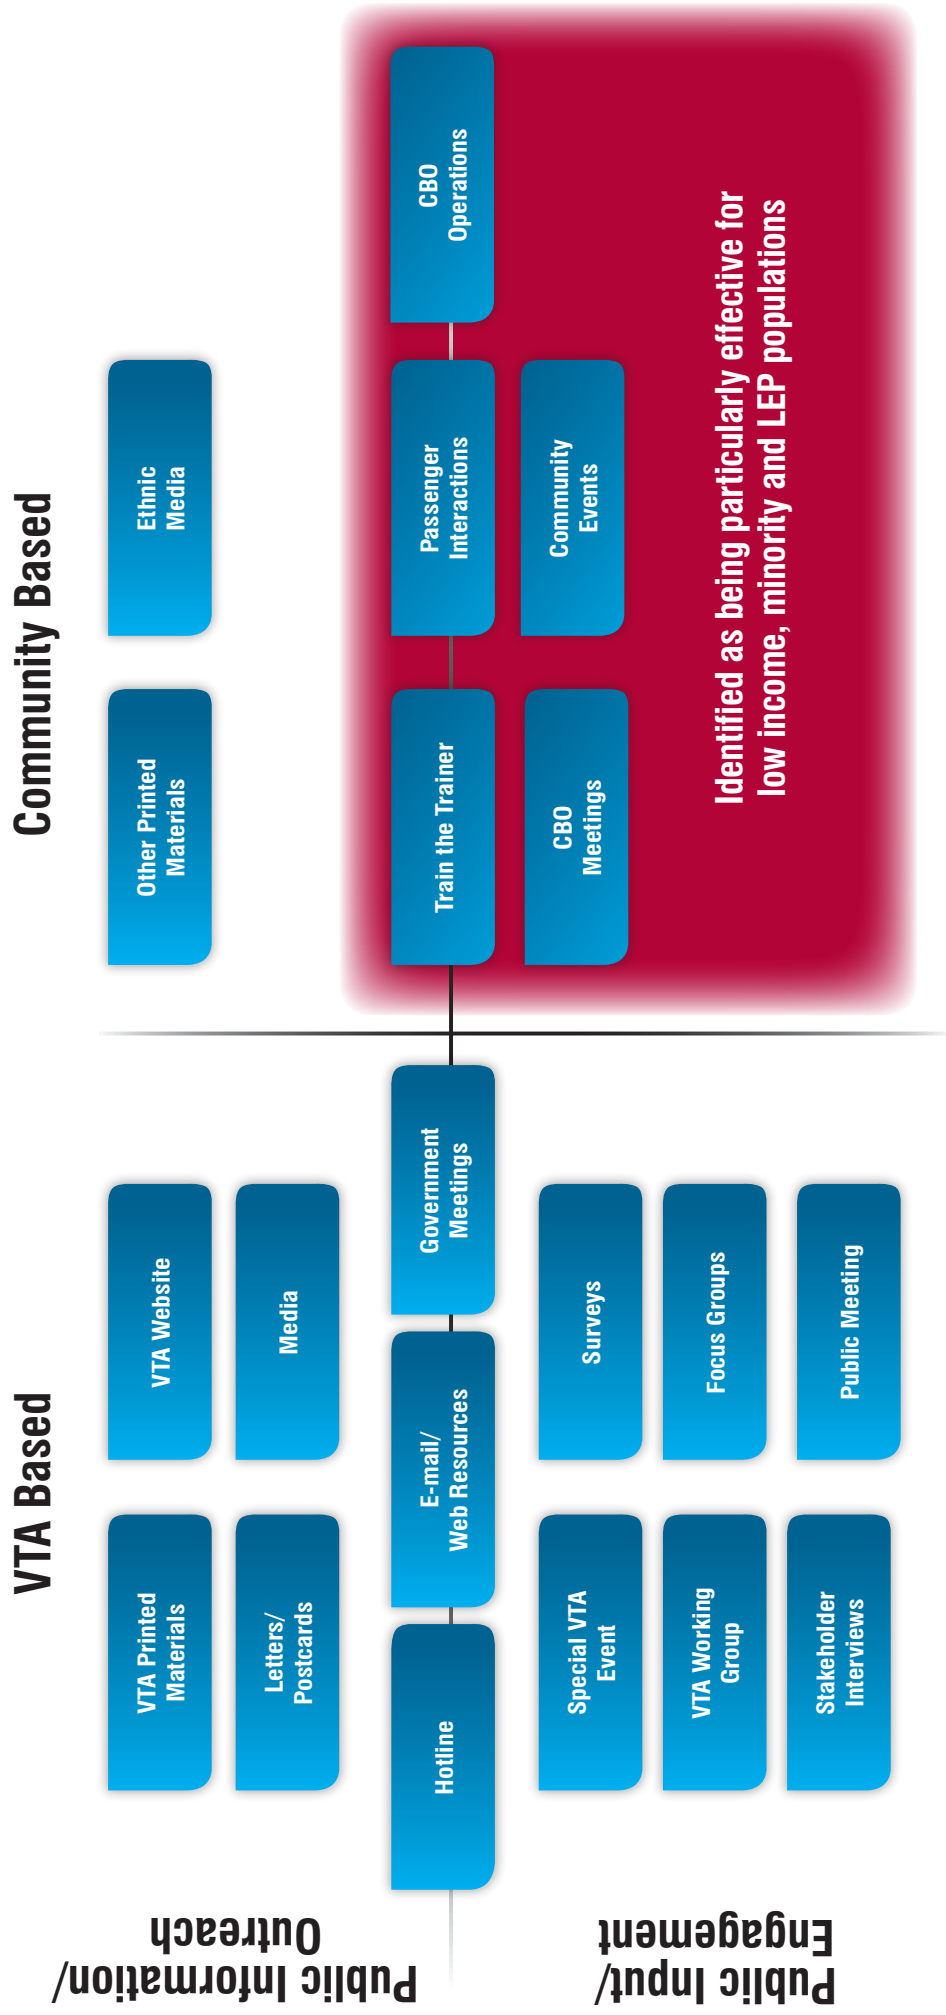 VTA Based
Community Based
Public Information/
Outreach
VTA Printed
Materials
VTA Website
Other Printed
Materials
Ethnic
Media
Letters/
Postcards
Media
Hotline
E-mail/
Web Resources
Government
Meetings
Train the Trainer
Passenger
Interactions
CBO
Operations
Public Input/
Engagement
Special VTA
Event
Surveys
CBO
Meetings
Community
Events
VTA Working
Group
Focus Groups
Stakeholder
Interviews
Public Meeting
Identified as being particularly effective for
low income, minority and LEP populations